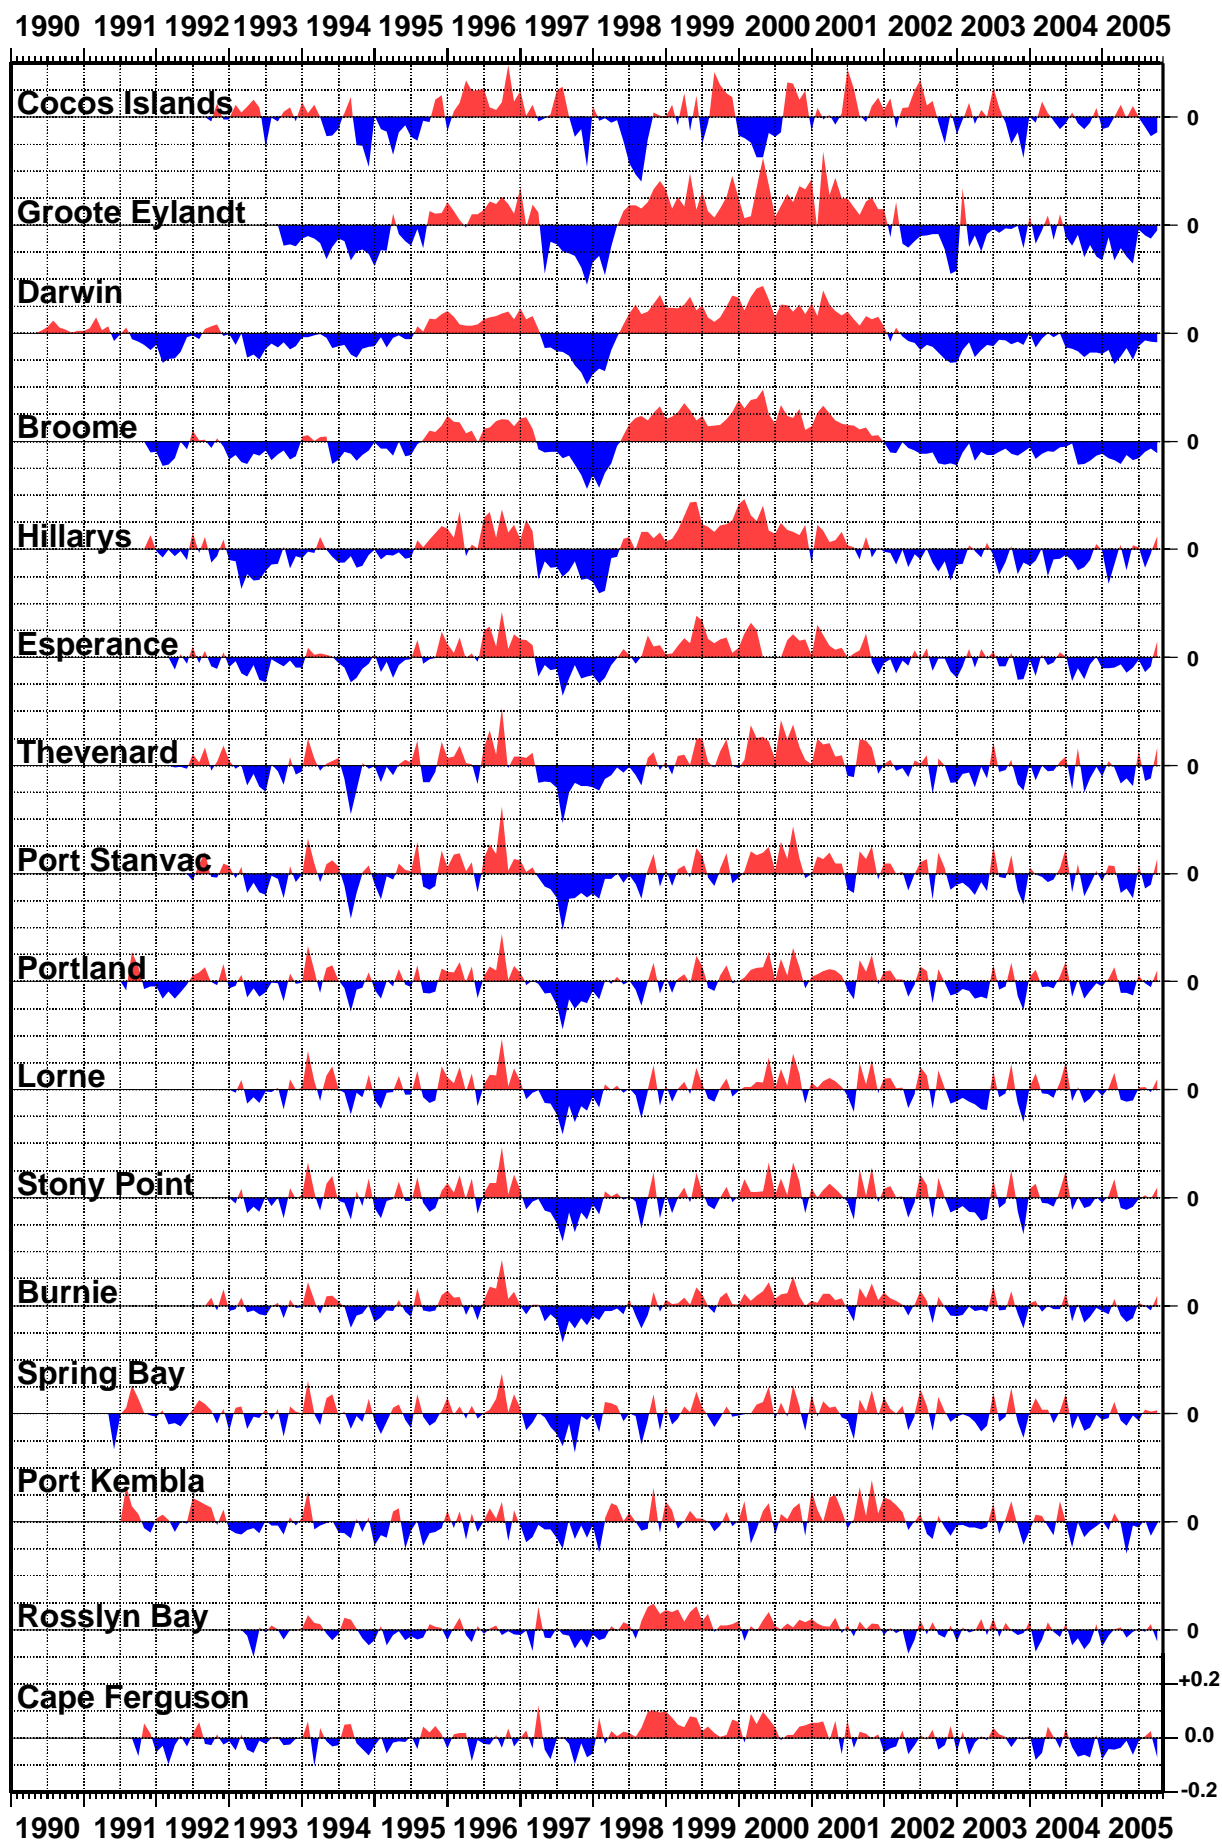 1990 1991 1992 1993 1994 1995 1996 1997 1998 1999 2000 2001 2002 2003 2004 2005
Cocos Islands 0
Groote Eylandt 0
Darwin 0
Broome 0
Hillarys 0
Esperance 0
Thevenard 0
Port Stanvac 0
Portland 0
Lorne 0
Stony Point 0
Burnie 0
Spring Bay 0
Port Kembla 0
Rosslyn Bay 0
+0.2
Cape Ferguson 0.0
-0.2
1990 1991 1992 1993 1994 1995 1996 1997 1998 1999 2000 2001 2002 2003 2004 2005